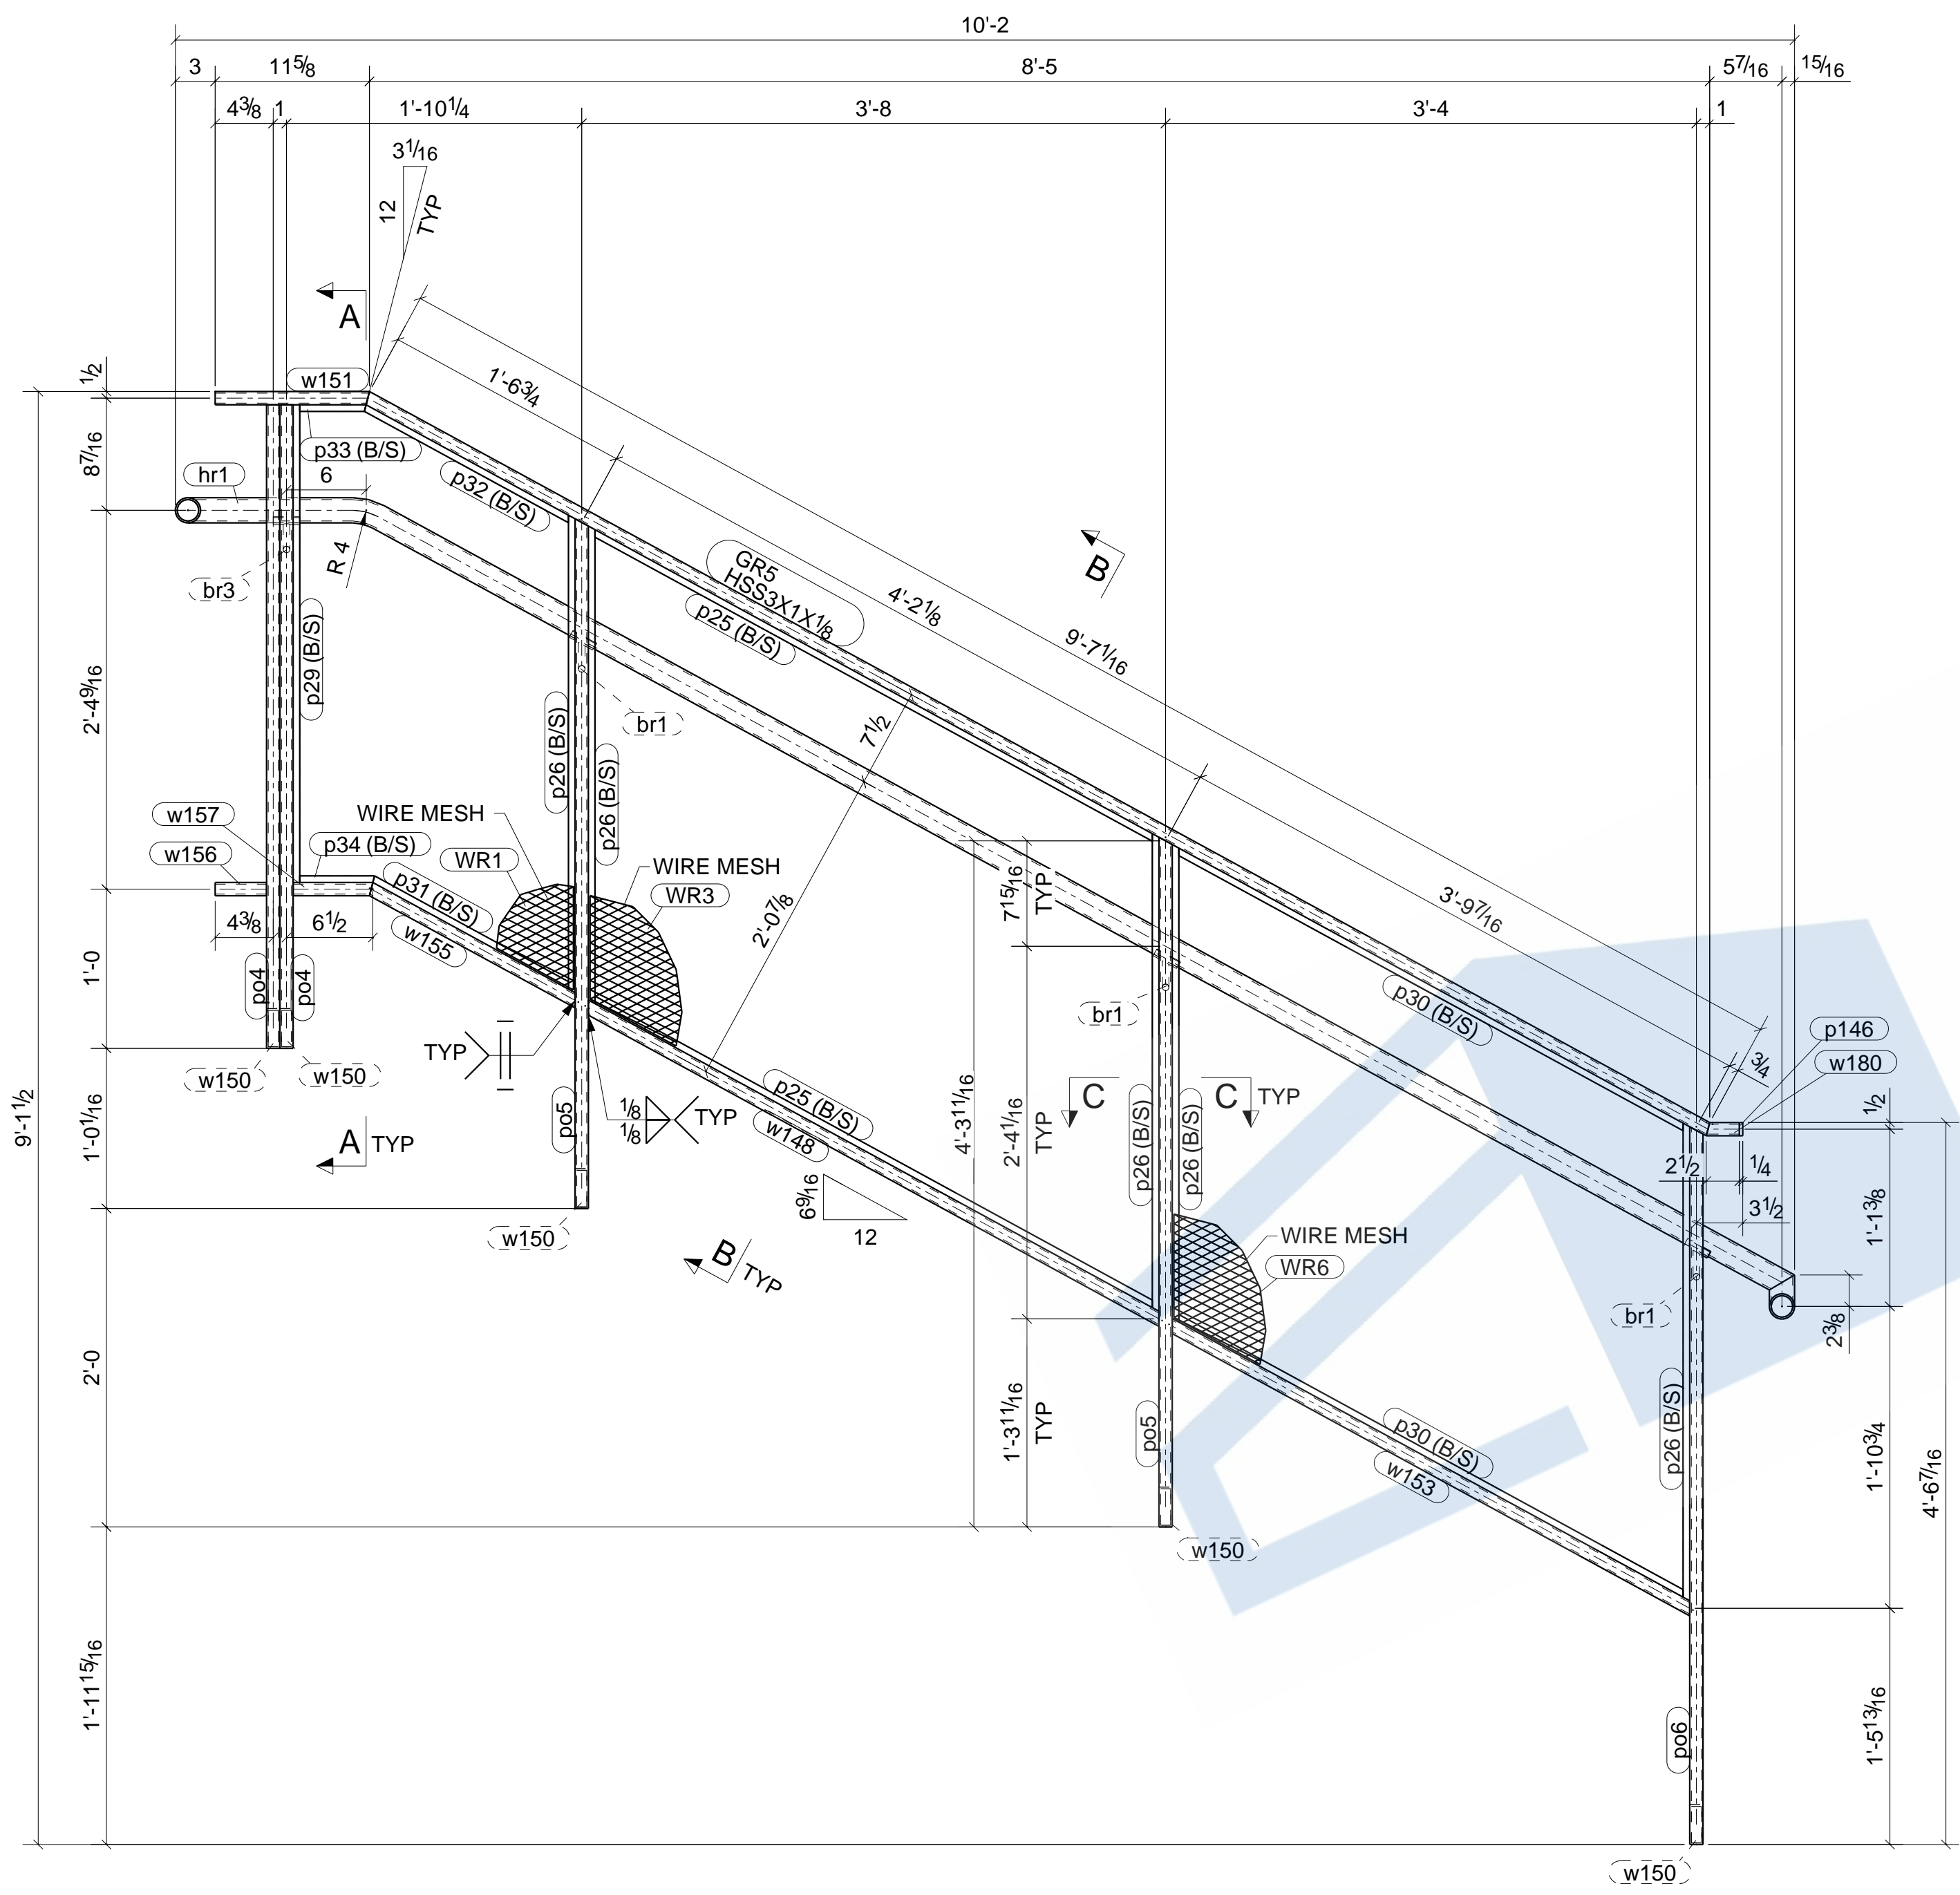 10'-2
3
11 5/8
8'-5
5 7/16
15/16
4 3/8
1
1'-10 1/4
3'-8
3'-4
1
3 1/16
12
TYP
A
1/2
w151
1'-6 3/4
8 7/16
p33 (B/S)
hr1
6
p32 (B/S)
B
GR5
HSS3X1X1/8
R 4
br3
p25 (B/S)
4'-2 1/8
9'-7 1/16
2'-4 9/16
p29 (B/S)
p26 (B/S)
br1
p26 (B/S)
7 1/2
w157
WIRE MESH
p34 (B/S)
w156
WR1
WIRE MESH
WR3
p31 (B/S)
7 15/16
TYP
3'-9 7/16
4 3/8
6 1/2
w155
2'-0 7/8
1'-0
po4
po4
br1
p30 (B/S)
p146
w180
3/4
TYP
w150
w150
9'-1 1/2
1'-0 1/16
A TYP
po5
1/8
1/8
TYP
p25 (B/S)
w148
4'-3 11/16
2'-4 1/16
TYP
C
C TYP
p26 (B/S)
p26 (B/S)
1/2
2 1/2
1/4
3 1/2
1'-1 3/8
6 9/16
12
w150
B
TYP
WIRE MESH
WR6
br1
2 3/8
2'-0
1'-3 11/16
TYP
po5
p30 (B/S)
w153
p26 (B/S)
1'-10 3/4
4'-6 7/16
w150
1'-11 15/16
po6
1'-5 13/16
w150